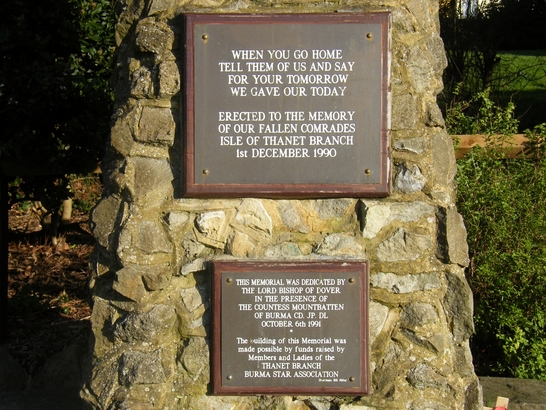 WHEN YOU GO HOME
TELL THEM OF US AND SAY
FOR YOUR TOMORROW
WE GAVE OUR TODAY
ERECTED TO THE MEMORY
OF OUR FALLEN COMRADES
ISLE OF THANET BRANCH
1st DECEMBER 1990
THIS MEMORIAL WAS DEDICATED BY
THE LORD BISHOP OF DOVER
IN THE PRESENCE OF
THE COUNTESS MOUNTBATTEN
OF BURMA CD. JP. DL
OCTOBER 6th 1991
The building of this Memorial was
made possible by funds raised by
Members and Ladies of the
THANET BRANCH
BURMA STAR ASSOCIATION